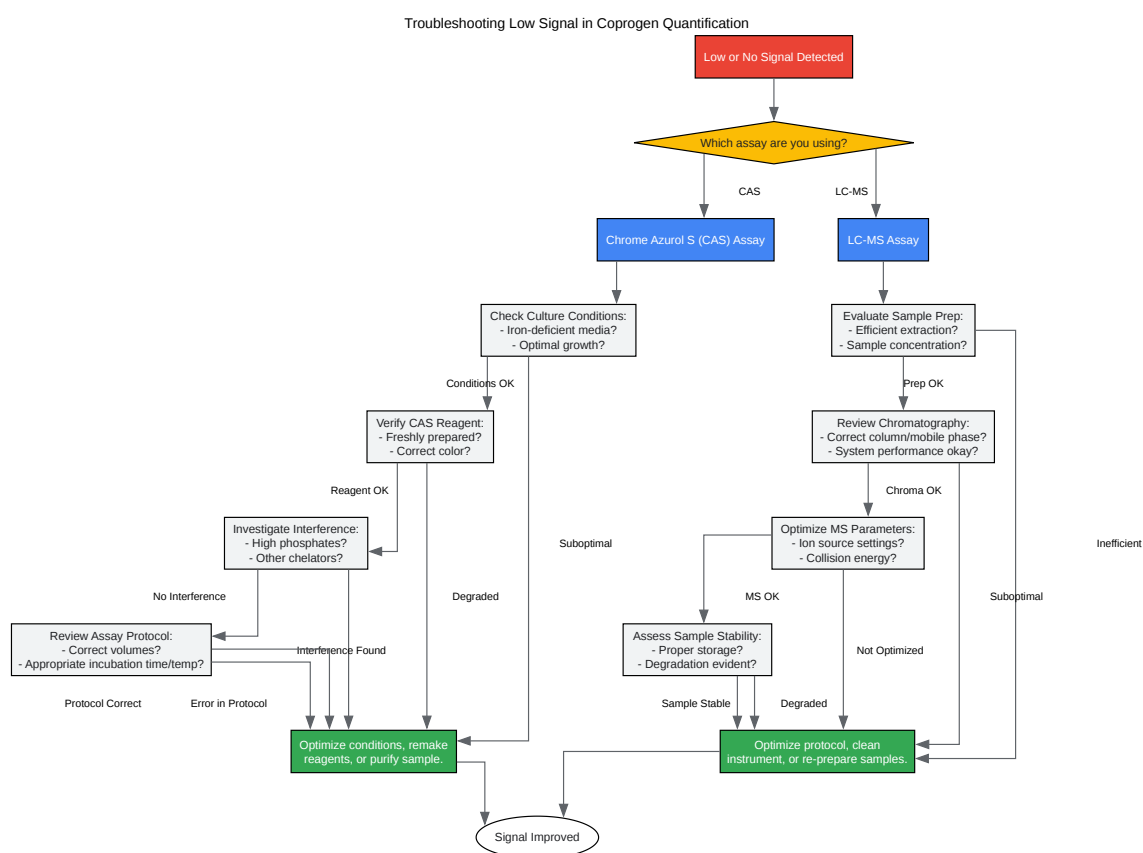 Troubleshooting Low Signal in Coprogen Quantification
Low or No Signal Detected
Which assay are you using?
CAS
LC-MS
Chrome Azurol S (CAS) Assay
LC-MS Assay
Check Culture Conditions:
- Iron-deficient media?
- Optimal growth?
Evaluate Sample Prep:
- Efficient extraction?
- Sample concentration?
Conditions OK
Prep OK
Verify CAS Reagent:
- Freshly prepared?
- Correct color?
Review Chromatography:
- Correct column/mobile phase?
- System performance okay?
Reagent OK
Chroma OK
Investigate Interference:
- High phosphates?
- Other chelators?
Suboptimal
Optimize MS Parameters:
- Ion source settings?
- Collision energy?
Inefficient
No Interference
Degraded
MS OK
Suboptimal
Review Assay Protocol:
- Correct volumes?
- Appropriate incubation time/temp?
Interference Found
Assess Sample Stability:
- Proper storage?
- Degradation evident?
Not Optimized
Protocol Correct
Error in Protocol
Sample Stable
Degraded
Optimize conditions, remake
reagents, or purify sample.
Optimize protocol, clean
instrument, or re-prepare samples.
Signal Improved